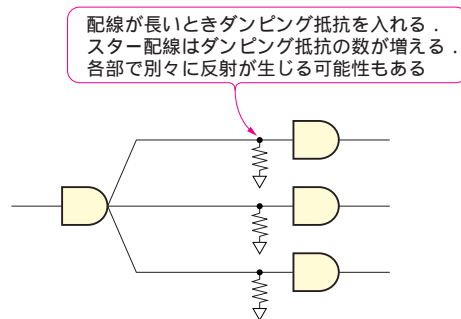 配線が長いときダンピング抵抗を入れる．
スター配線はダンピング抵抗の数が増える．
各部で別々に反射が生じる可能性もある